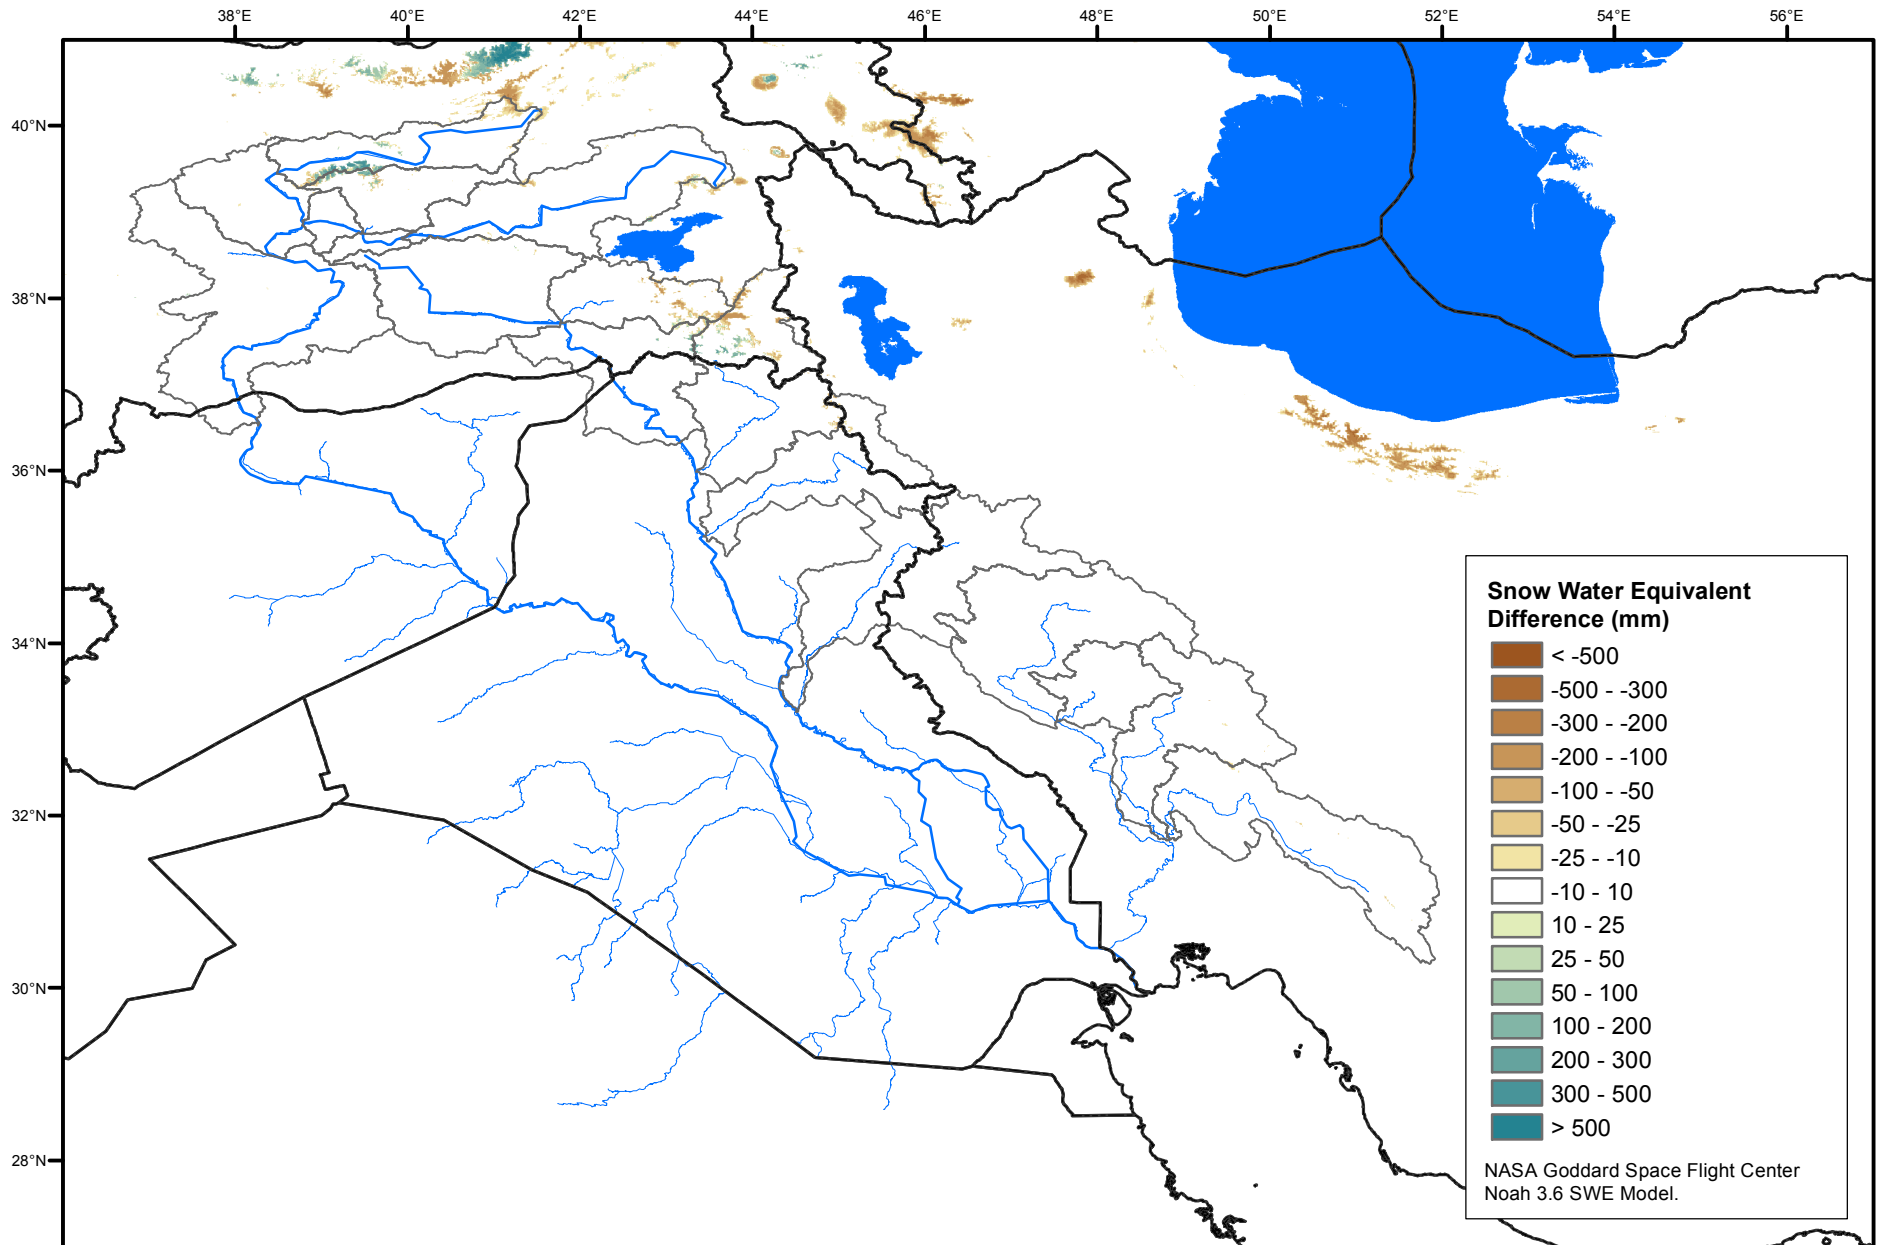 38°E 40°E 42°E 44°E 46°E 48°E 50°E 52°E 54°E 56°E
40°N
38°N
36°N
34°N
32°N
30°N
28°N
Snow Water Equivalent
Difference (mm)
< -500
-500 - -300
-300 - -200
-200 - -100
-100 - -50
-50 - -25
-25 - -10
-10 - 10
10 - 25
25 - 50
50 - 100
100 - 200
200 - 300
300 - 500
> 500
NASA Goddard Space Flight Center
Noah 3.6 SWE Model.